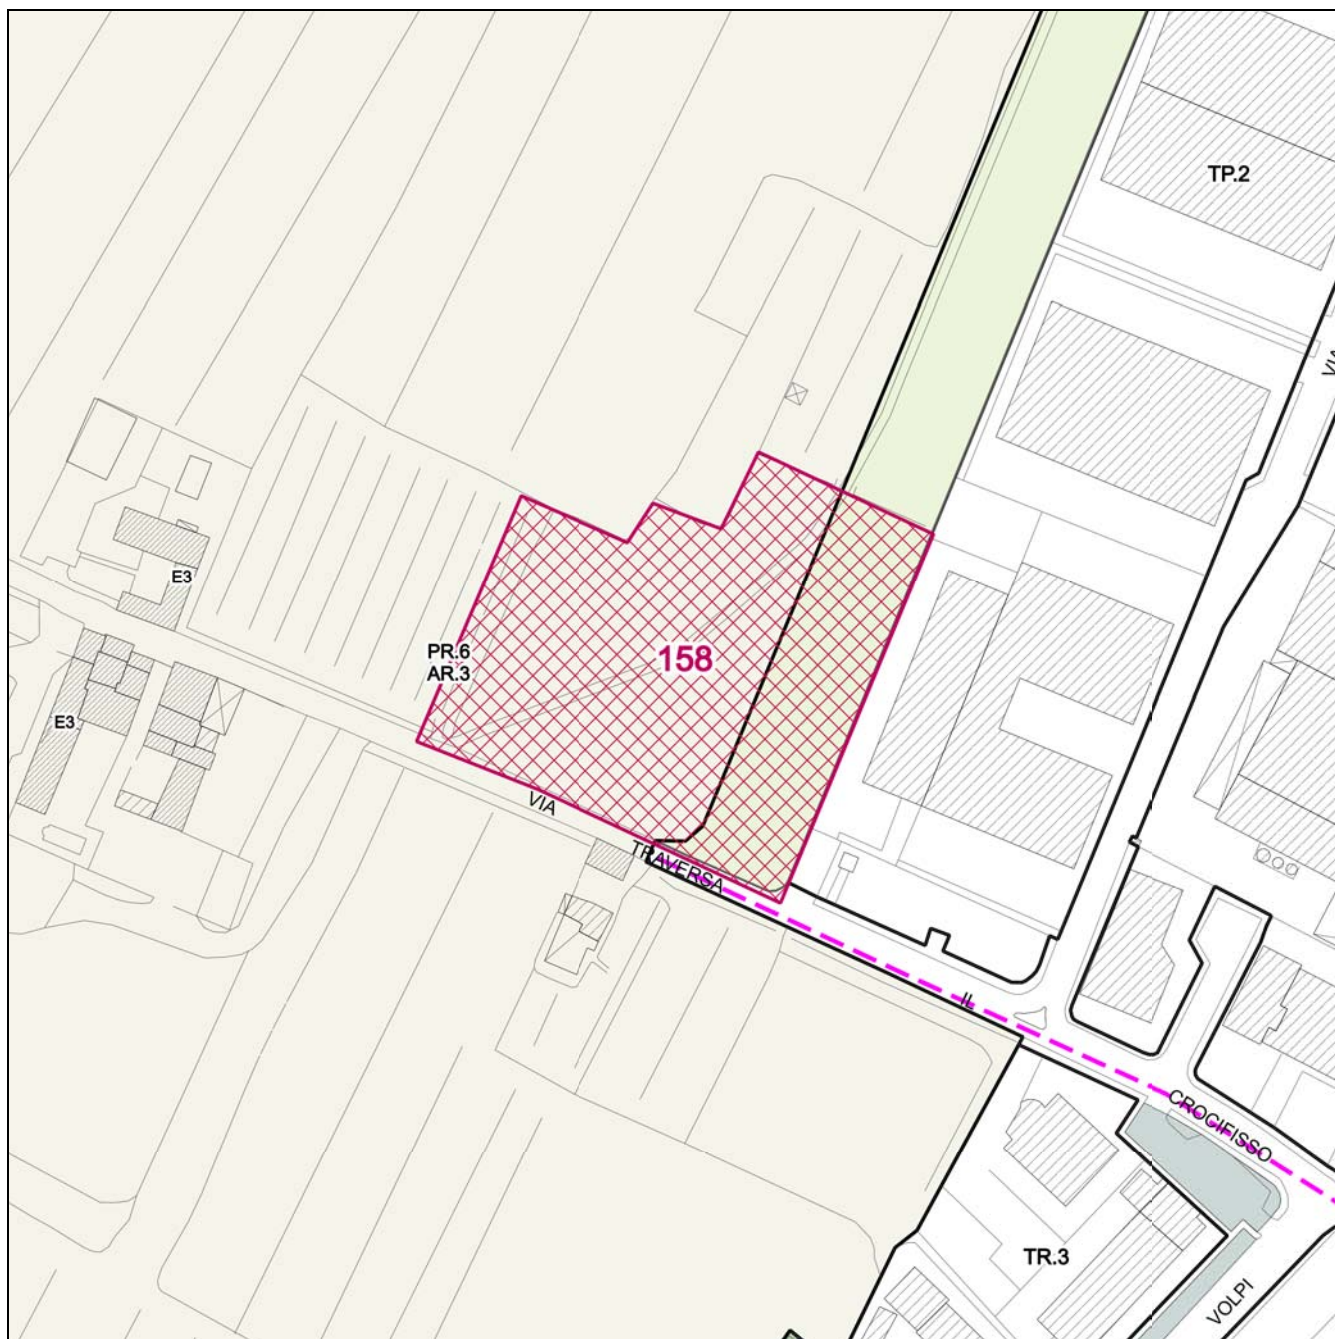 TP.2
VIA
E3
PR.6
AR.3
158
E3
VIA
TRAVERSA
IL
CROCIFISSO
TR.3
VOLPI